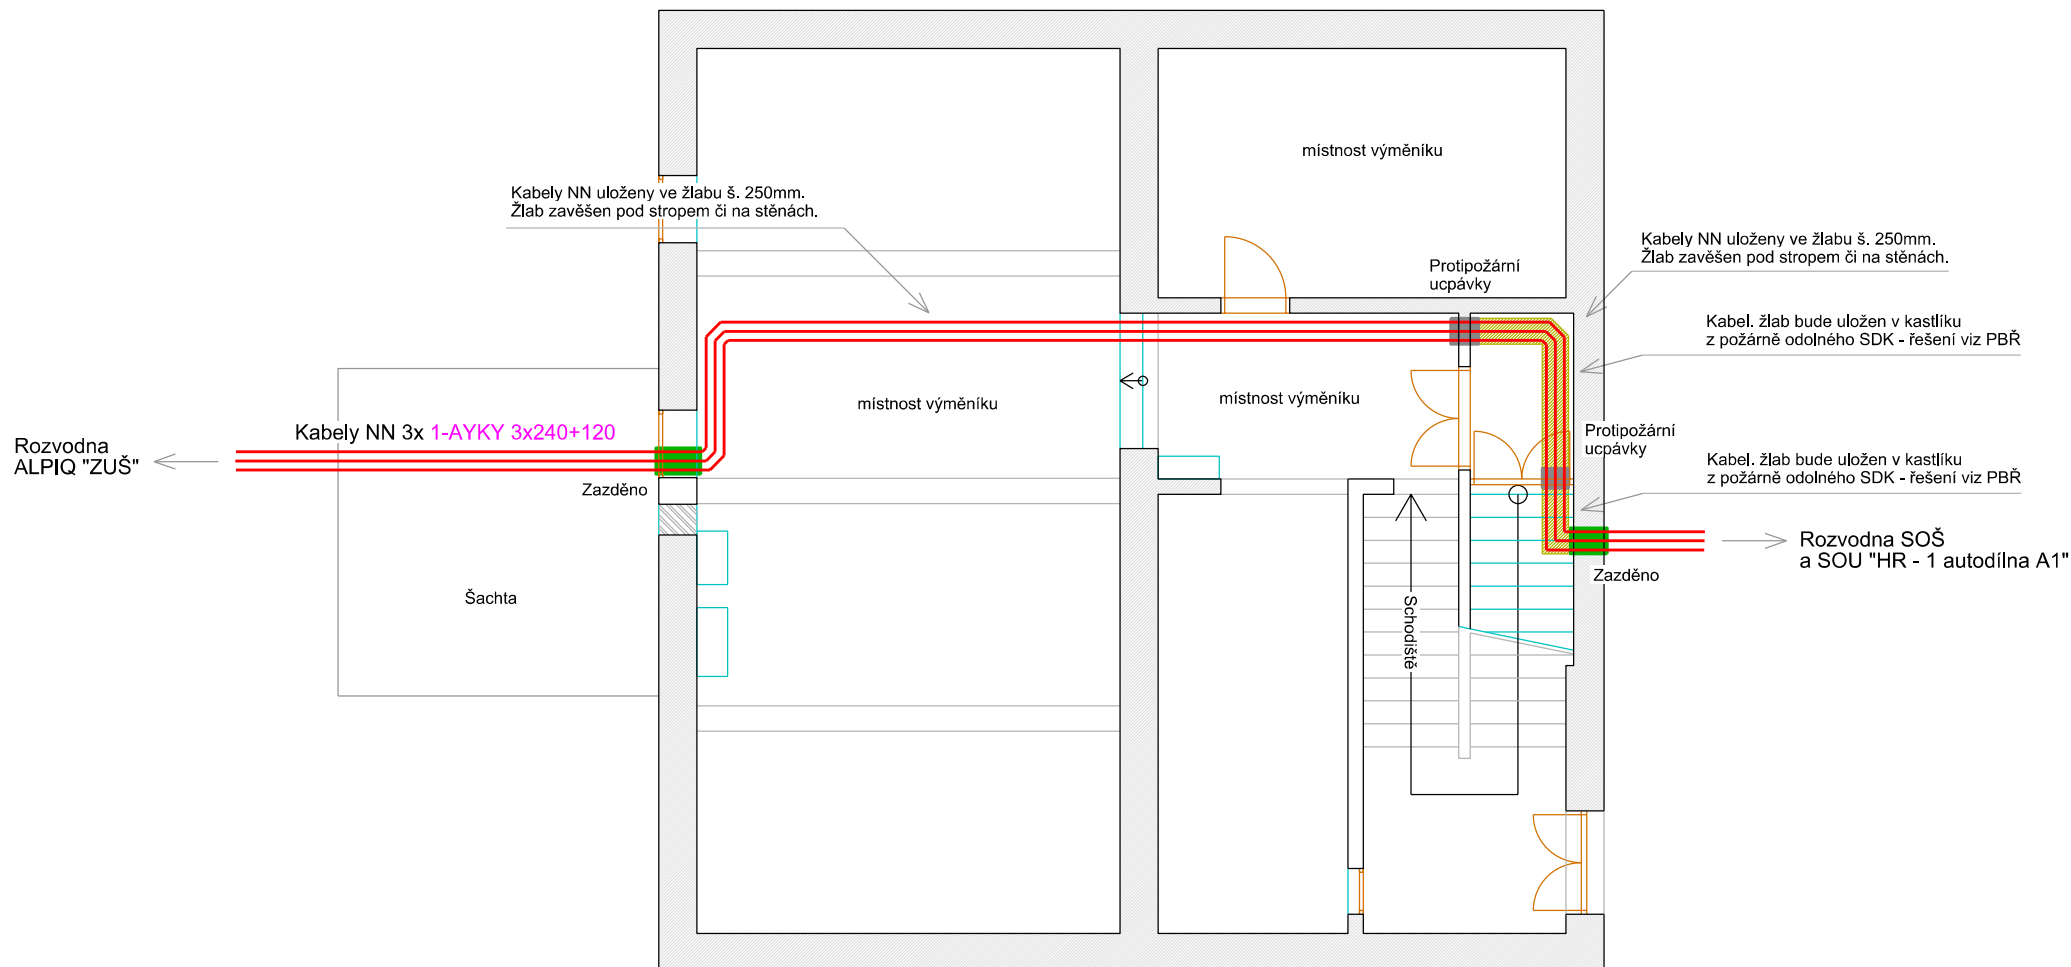 místnost výměníku
Kabely NN uloženy ve žlabu š. 250mm.
Žlab zavěšen pod stropem či na stěnách.
Kabely NN uloženy ve žlabu š. 250mm.
Žlab zavěšen pod stropem či na stěnách.
Protipožární
ucpávky
Kabel. žlab bude uložen v kastlíku
z požárně odolného SDK - řešení viz PBŘ
místnost výměníku
místnost výměníku
Kabely NN 3x 1-AYKY 3x240+120
Rozvodna
ALPIQ "ZUŠ"
Protipožární
ucpávky
Kabel. žlab bude uložen v kastlíku
z požárně odolného SDK - řešení viz PBŘ
Zazděno
Rozvodna SOŠ
a SOU "HR - 1 autodílna A1"
Zazděno
Šachta
Schodiště